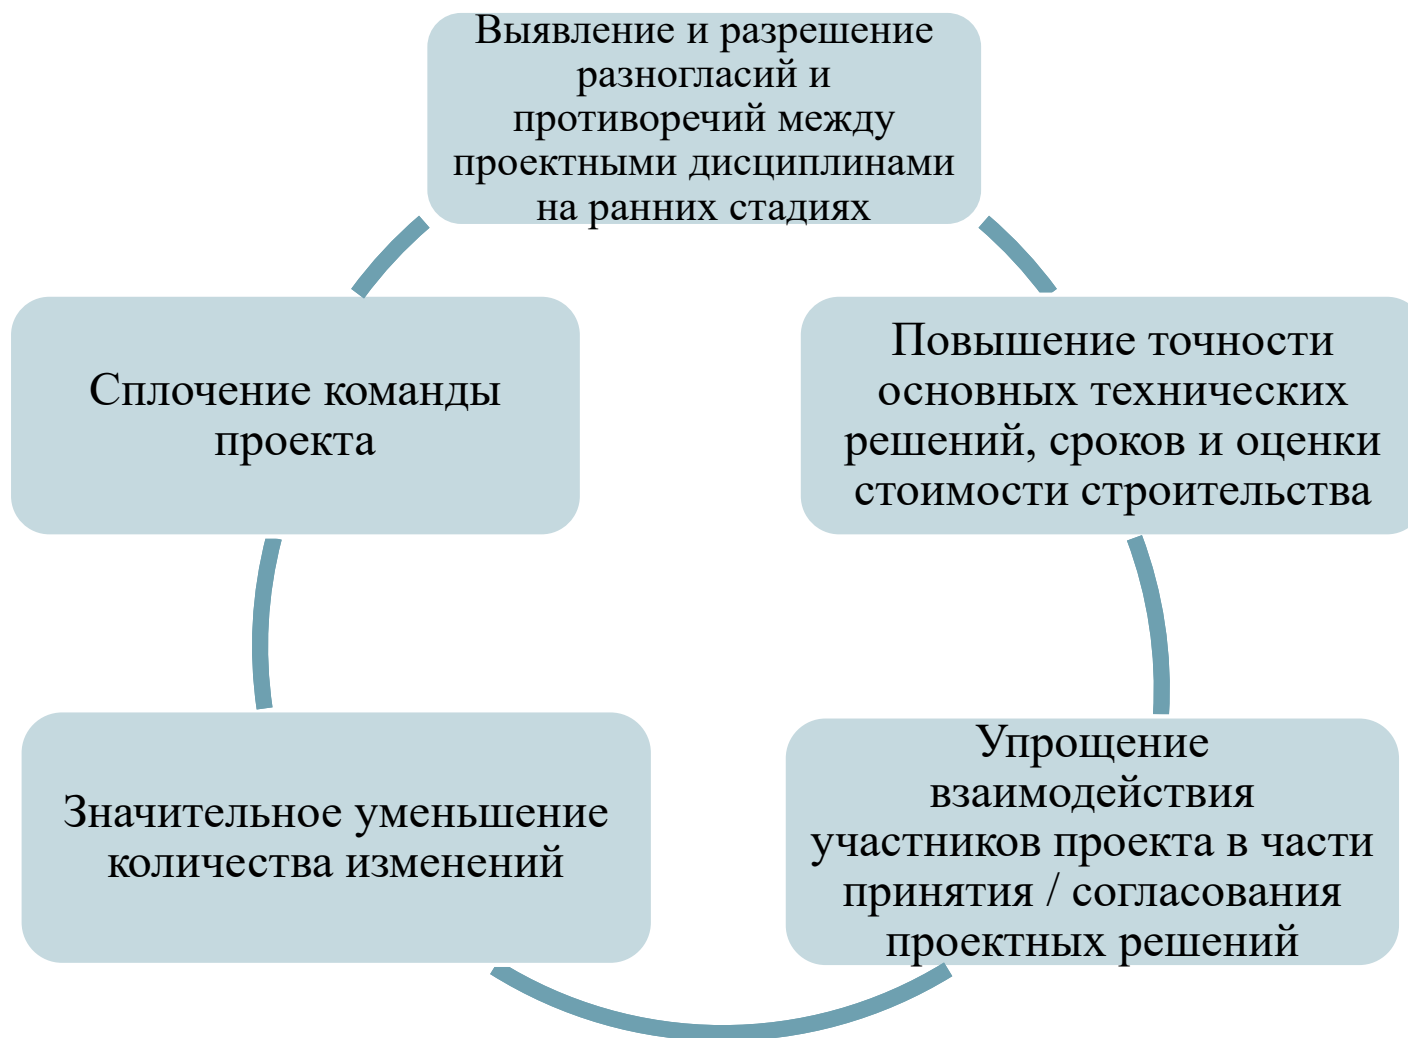 Выявление и разрешение
разногласий и
противоречий между
проектными дисциплинами
на ранних стадиях
Сплочение команды
проекта
Повышение точности
основных технических
решений, сроков и оценки
стоимости строительства
Значительное уменьшение
количества изменений
Упрощение
взаимодействия
участников проекта в части
принятия / согласования
проектных решений